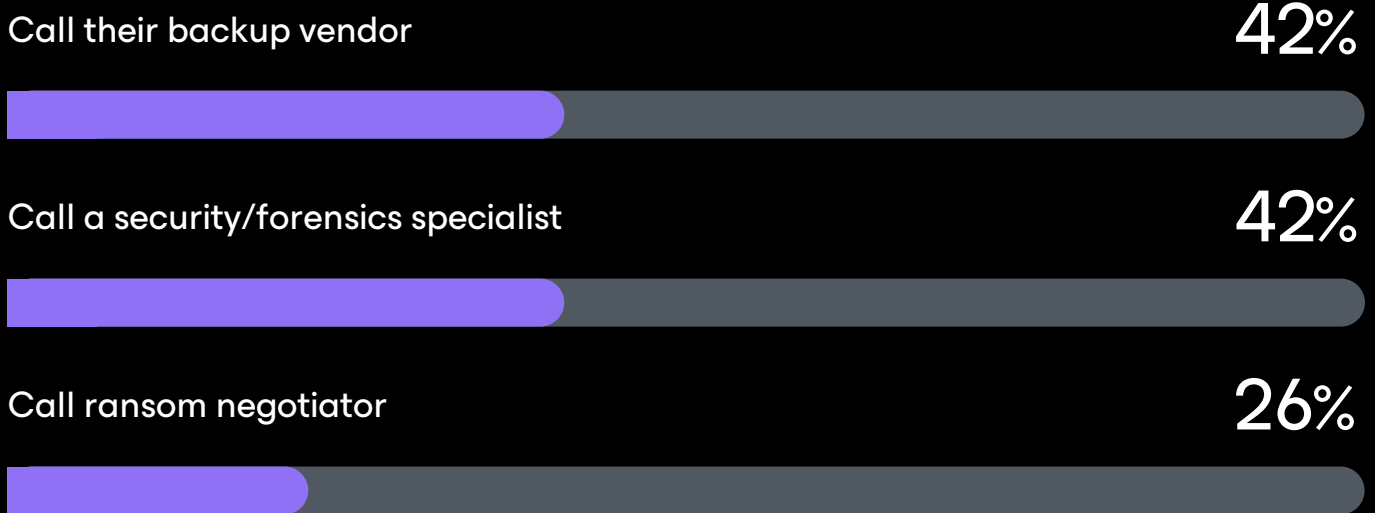 Call their backup vendor 42%
Call a security/forensics specialist 42%
Call ransom negotiator 26%